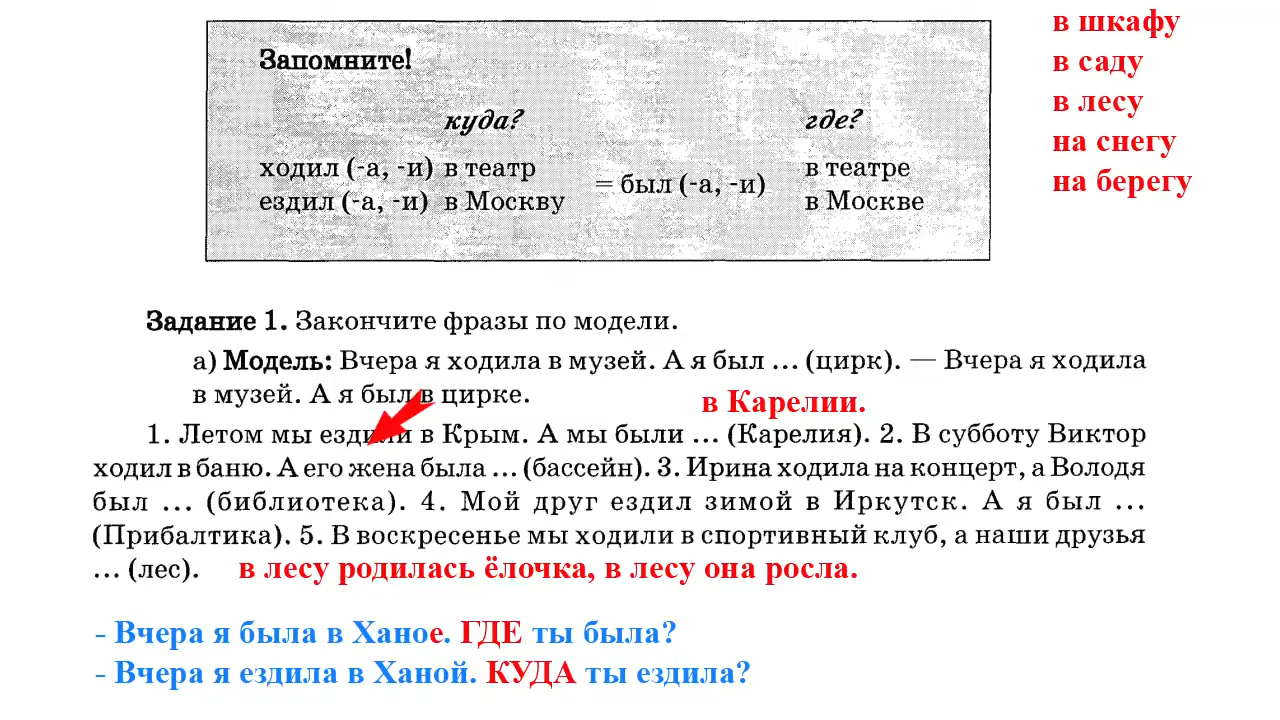 Запомните!
куда? где?
ходил (-а, -и) в театр = был (-а, -и) в театре
ездил (-а, -и) в Москву в Москве
в шкафу
в саду
в лесу
на снегу
на берегу
Задание 1. Закончите фразы по модели.
а) Модель: Вчера я ходила в музей. А я был ... (цирк). — Вчера я ходила
в музей. А я был в цирке.
в Карелии.
1. Летом мы ездили в Крым. А мы были ... (Карелия). 2. В субботу Виктор
ходил в баню. А его жена была ... (бассейн). 3. Ирина ходила на концерт, а Володя
был ... (библиотека). 4. Мой друг ездил зимой в Иркутск. А я был ...
(Прибалтика). 5. В воскресенье мы ходили в спортивный клуб, а наши друзья
... (лес). в лесу родилась ёлочка, в лесу она росла.
- Вчера я была в Ханое. ГДЕ ты была?
- Вчера я ездила в Ханой. КУДА ты ездила?